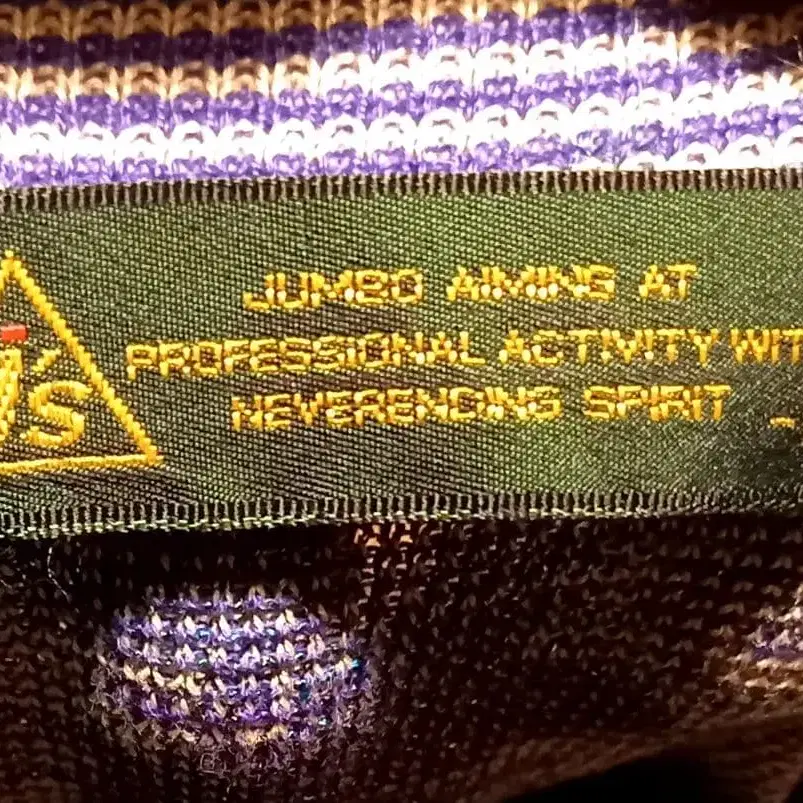 JUMBO AIMING AT
PROFESSIONAL ACTIVITY WIT
NEVERENDING SPIRIT _
's